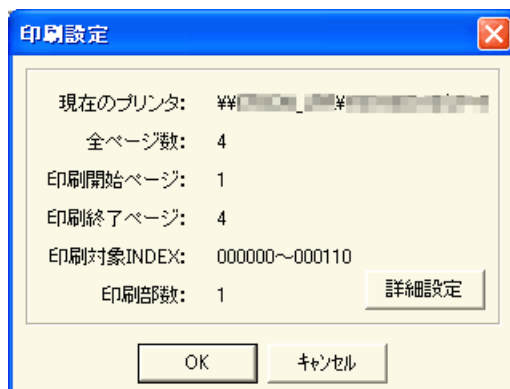 印刷設定
現在のプリンタ: ¥¥
全ページ数: 4
印刷開始ページ: 1
印刷終了ページ: 4
印刷対象INDEX: 000000～000110
印刷部数: 1
詳細設定
OK
キャンセル